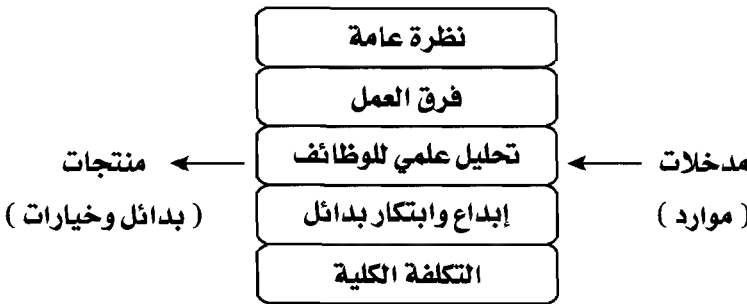 نظرة عامة
فرق العمل
مدخلات
تحليل علمي للوظائف
منتجات
( موارد )
إبداع وابتكار بدائل
( بدائل وخيارات )
التكلفة الكلية